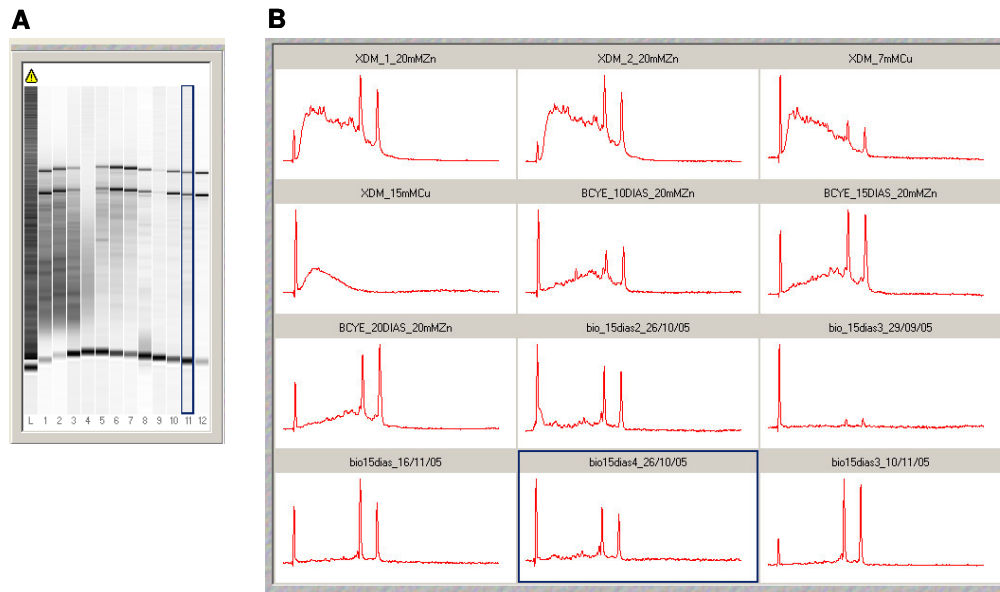 A
B
L 1 2 3 4 5 6 7 8 9 10 11 12
XDM_1_20mMZn
XDM_2_20mMZn
XDM_7mMCu
XDM_15mMCu
BCYE_10DIAS_20mMZn
BCYE_15DIAS_20mMZn
BCYE_20DIAS_20mMZn
bio_15dias2_26/10/05
bio_15dias3_29/09/05
bio15dias_16/11/05
bio15dias4_26/10/05
bio15dias3_10/11/05